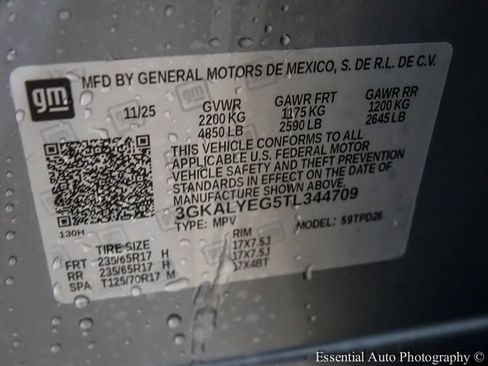 gm
MFD BY GENERAL MOTORS DE MEXICO, S. DE R.L. DE C.V.
11/25 GVWR GAWR FRT GAWR RR
2200 KG 1175 KG 1200 KG
4850 LB 2590 LB 2645 LB
THIS VEHICLE CONFORMS TO ALL
APPLICABLE U.S. FEDERAL MOTOR
VEHICLE SAFETY AND THEFT PREVENTION
STANDARDS IN EFFECT ON THE DATE OF
MANUFACTURE SHOWN ABOVE.
3GKALYEG5TL344709
130H TYPE: MPV MODEL: 59TPD26
TIRE SIZE RIM
FRT 235/65R17 H 17X7.5J
RR 235/65R17 H 17X7.5J
SPA T125/70R17 M 17X4BT
Essential Auto Photography ©